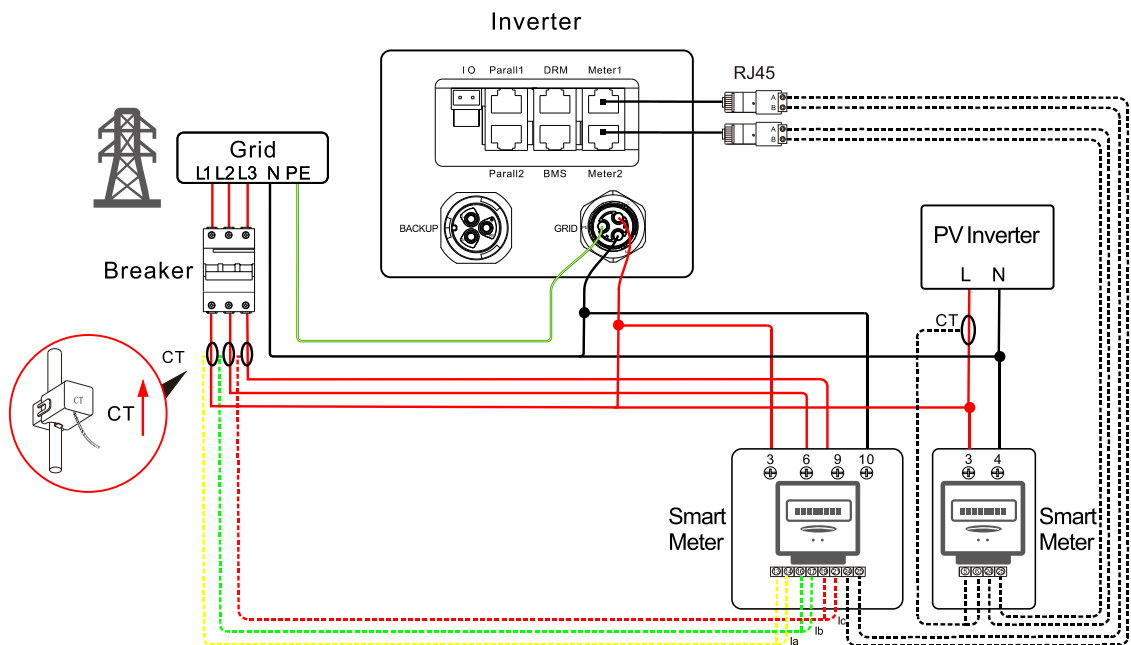 Inverter
I O Parall1 DRM Meter1
RJ45
A
B
A
B
Grid
L1 L2 L3 N PE
Parall2 BMS Meter2
BACKUP
GRID
PV Inverter
L N
Breaker
CT
CT
CT
CT
3 6 9 10
3 4
Smart
Meter
Smart
Meter
Ia
Ib
Ic